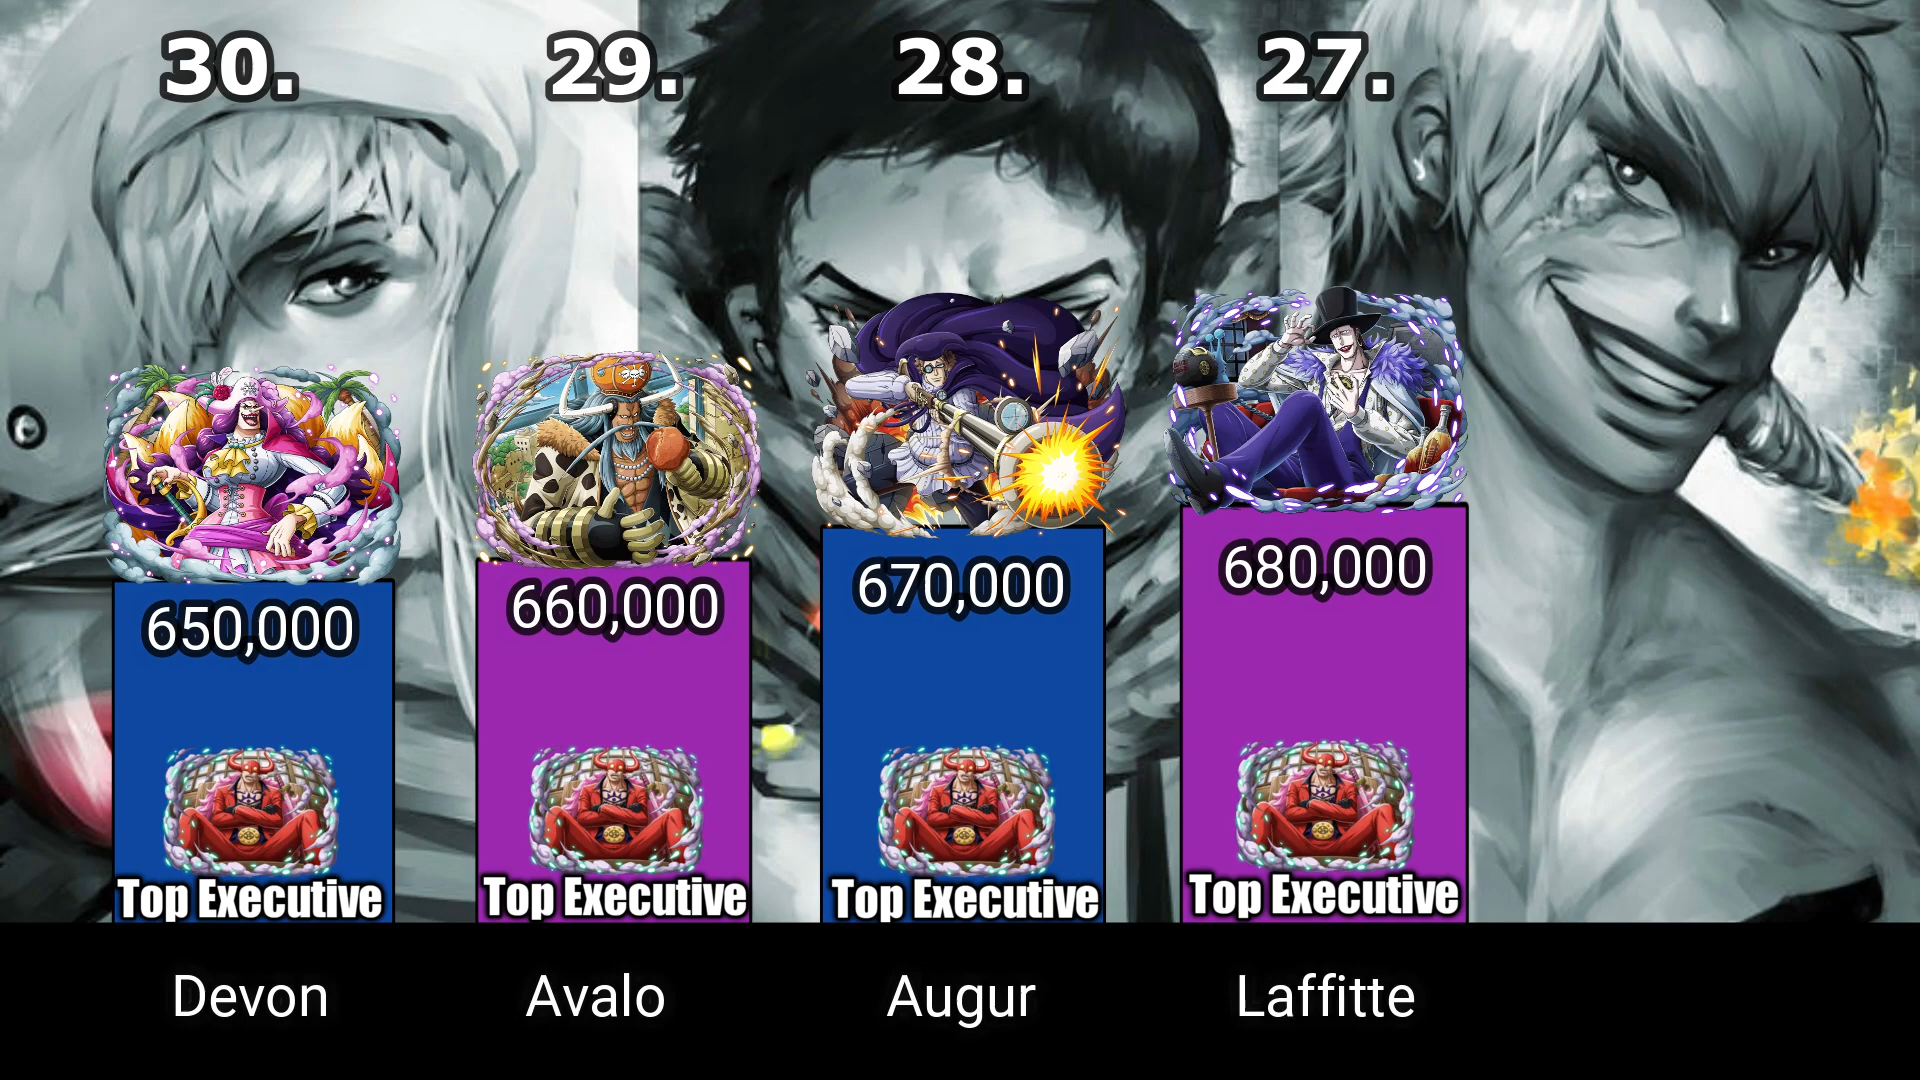 30.
29.
28.
27.
650,000
660,000
670,000
680,000
Top Executive
Top Executive
Top Executive
Top Executive
Devon
Avalo
Augur
Laffitte